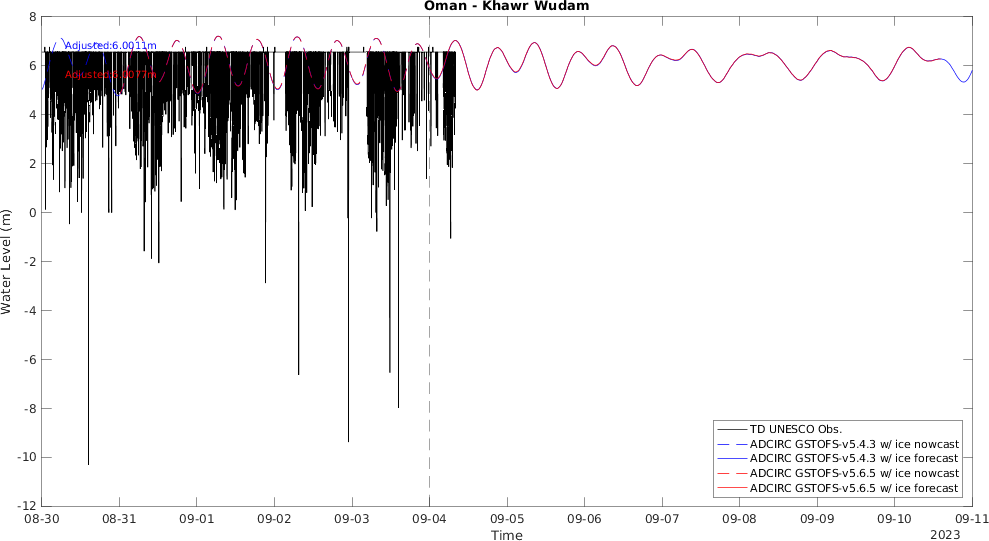 Oman - Khawr Wudam
8
6
4
2
0
-2
-4
-6
-8
-10
-12
Water Level (m)
Adjusted:6.0011m
TD UNESCO Obs.
ADCIRC GSTOFS-v5.4.3 w/ ice nowcast
ADCIRC GSTOFS-v5.4.3 w/ ice forecast
ADCIRC GSTOFS-v5.6.5 w/ ice nowcast
ADCIRC GSTOFS-v5.6.5 w/ ice forecast
08-30 08-31 09-01 09-02 09-03 09-04 09-05 09-06 09-07 09-08 09-09 09-10 09-11
Time
2023